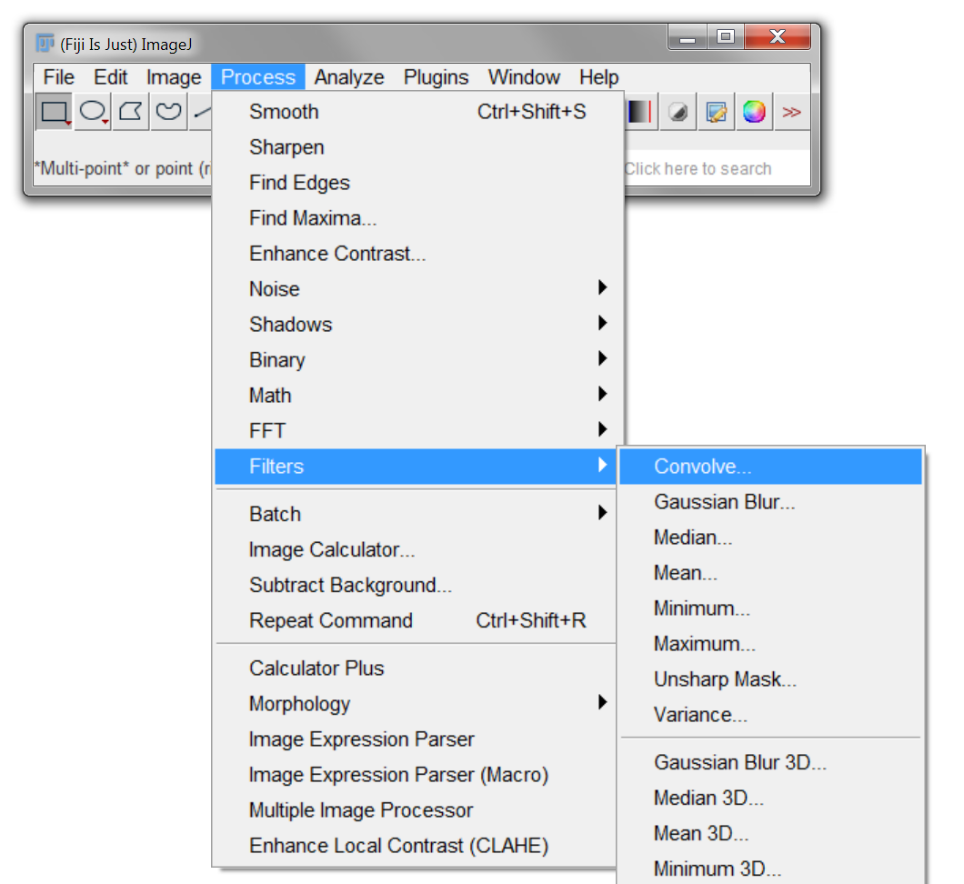 (Fiji Is Just) ImageJ
File Edit Image Process Analyze Plugins Window Help
*Multi-point* or point (ri
Click here to search
Smooth Ctrl+Shift+S
Sharpen
Find Edges
Find Maxima...
Enhance Contrast...
Noise
Shadows
Binary
Math
FFT
Filters
Batch
Image Calculator...
Subtract Background...
Repeat Command Ctrl+Shift+R
Calculator Plus
Morphology
Image Expression Parser
Image Expression Parser (Macro)
Multiple Image Processor
Enhance Local Contrast (CLAHE)
Convolve...
Gaussian Blur...
Median...
Mean...
Minimum...
Maximum...
Unsharp Mask...
Variance...
Gaussian Blur 3D...
Median 3D...
Mean 3D...
Minimum 3D...